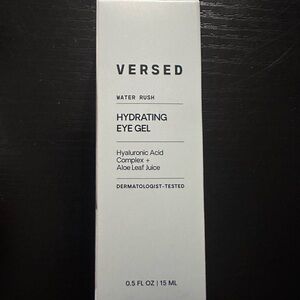 VERSED
WATER RUSH
HYDRATING
EYE GEL
Hyaluronic Acid
Complex +
Aloe Leaf Juice
DERMATOLOGIST-TESTED
0.5 FL OZ | 15 ML